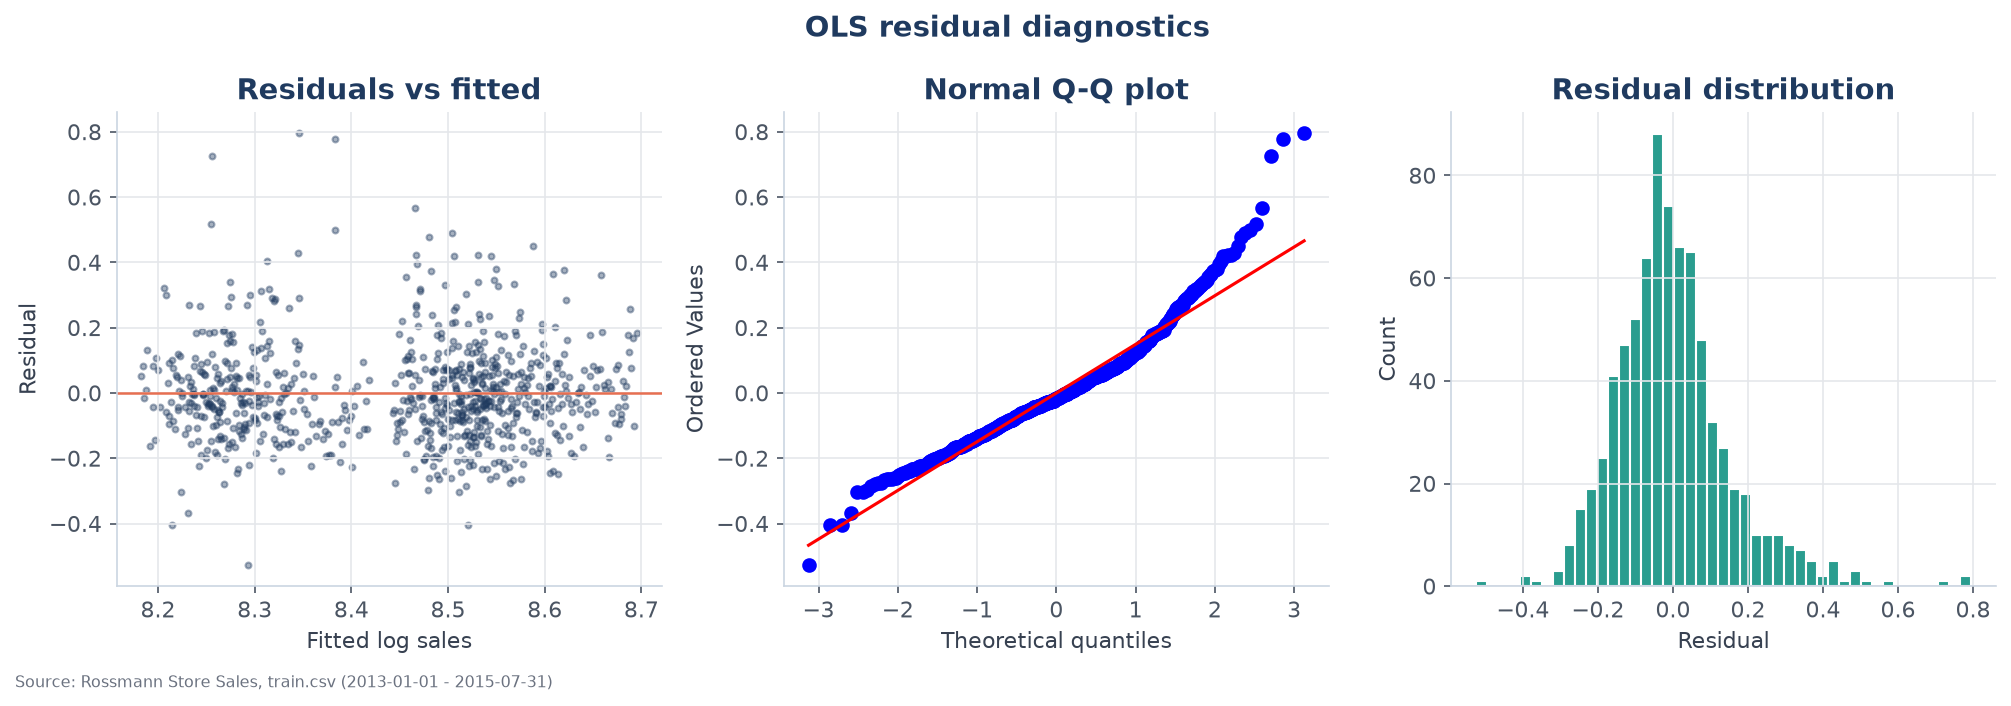 OLS residual diagnostics
Residuals vs fitted
0.8
0.6
0.4
0.2
0.0
−0.2
−0.4
Residual
8.2 8.3 8.4 8.5 8.6 8.7
Fitted log sales
Normal Q-Q plot
0.8
0.6
0.4
0.2
0.0
−0.2
−0.4
Ordered Values
−3 −2 −1 0 1 2 3
Theoretical quantiles
Residual distribution
80
60
40
20
0
Count
−0.4 −0.2 0.0 0.2 0.4 0.6 0.8
Residual
Source: Rossmann Store Sales, train.csv (2013-01-01 - 2015-07-31)